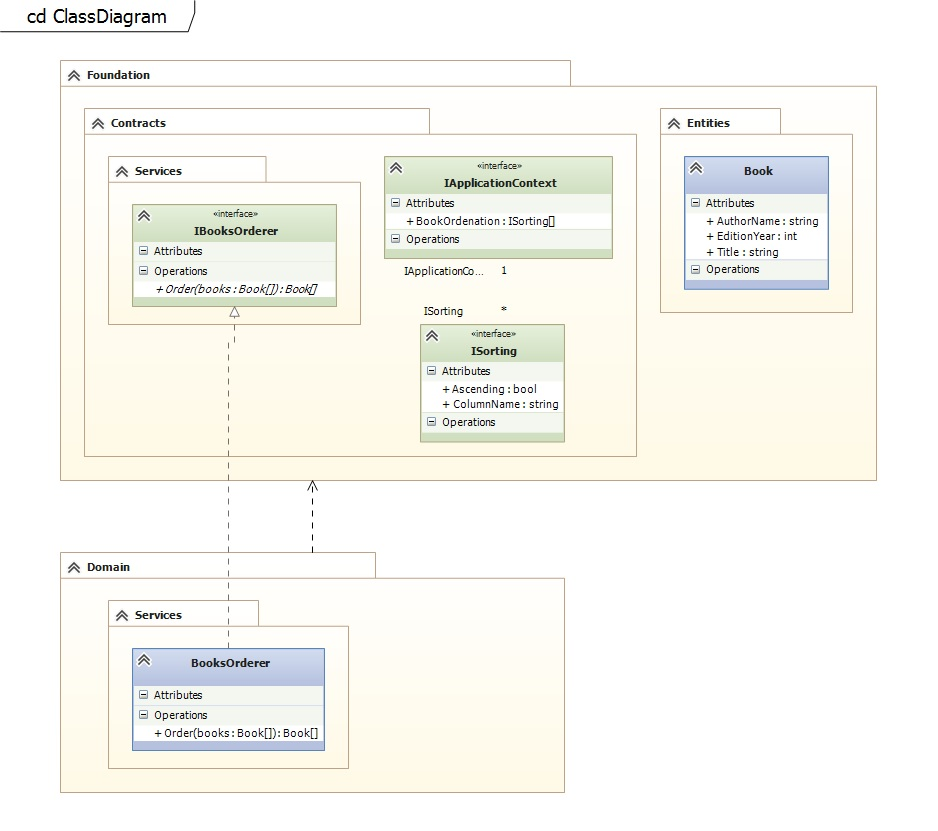 cd ClassDiagram
Foundation
Contracts
Services
«interface»
IBooksOrderer
Attributes
Operations
+ Order(books : Book[]) : Book[]
«interface»
IApplicationContext
Attributes
+ BookOrdenation : ISorting[]
Operations
IApplicationCo... 1
ISorting *
«interface»
ISorting
Attributes
+ Ascending : bool
+ ColumnName : string
Operations
Entities
Book
Attributes
+ AuthorName : string
+ EditionYear : int
+ Title : string
Operations
Domain
Services
BooksOrderer
Attributes
Operations
+ Order(books : Book[]) : Book[]